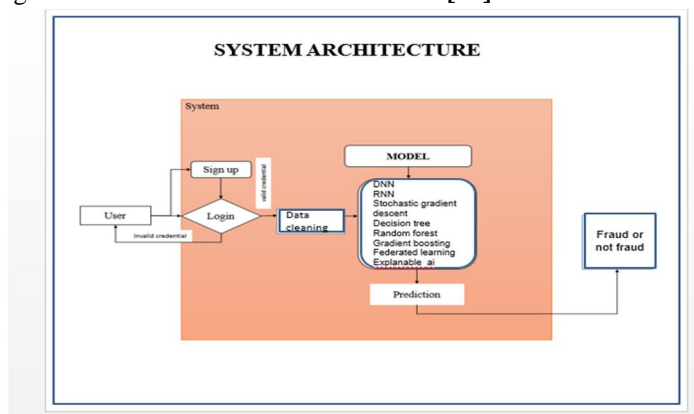 SYSTEM ARCHITECTURE
System
Sign up
valid credential
MODEL
User
Login
Data
cleaning
DNN
RNN
Stochastic gradient
descent
Decision tree
Random forest
Gradient boosting
Federated learning
Explanable ai
Invalid credential
Prediction
Fraud or
not fraud